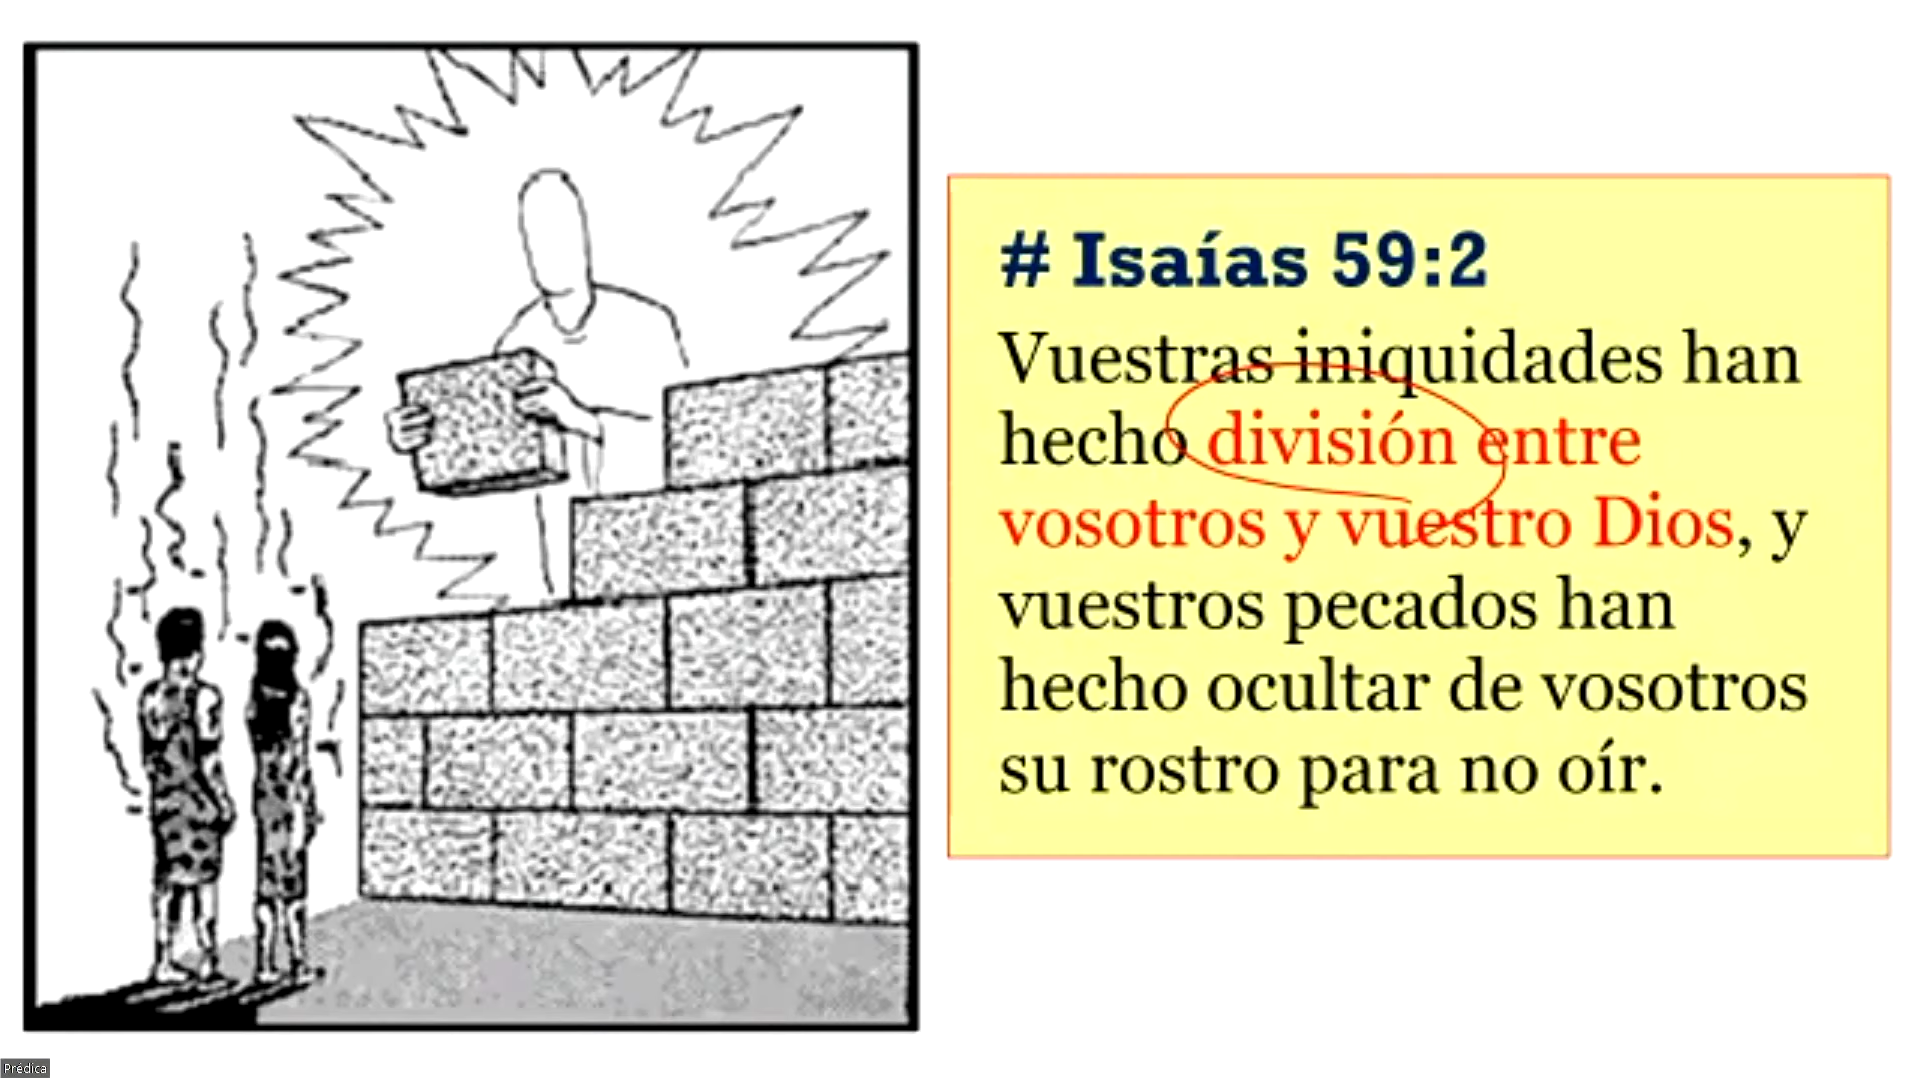 # Isaías 59:2
Vuestras iniquidades han
hecho división entre
vosotros y vuestro Dios, y
vuestros pecados han
hecho ocultar de vosotros
su rostro para no oír.
Prédica